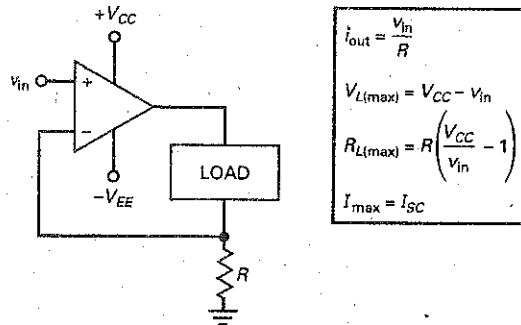 +V_CC
v_in
+
−
−V_EE
LOAD
R
i_out = v_in / R
V_L(max) = V_CC − v_in
R_L(max) = R(V_CC / v_in − 1)
I_max = I_SC